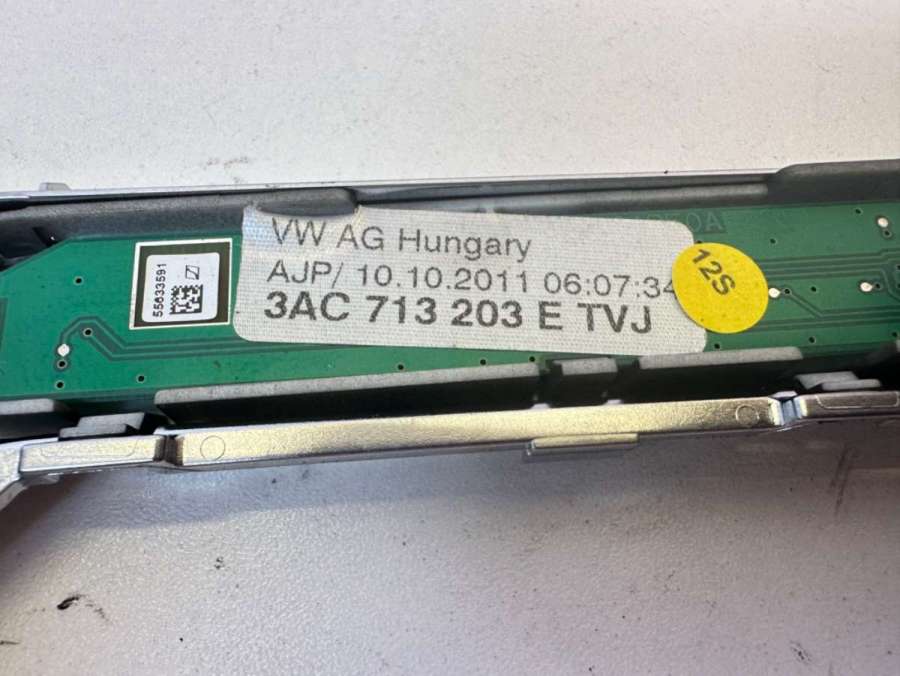 VW AG Hungary
AJP/ 10.10.2011 06:07:34
3AC 713 203 E TVJ
12S
55633591